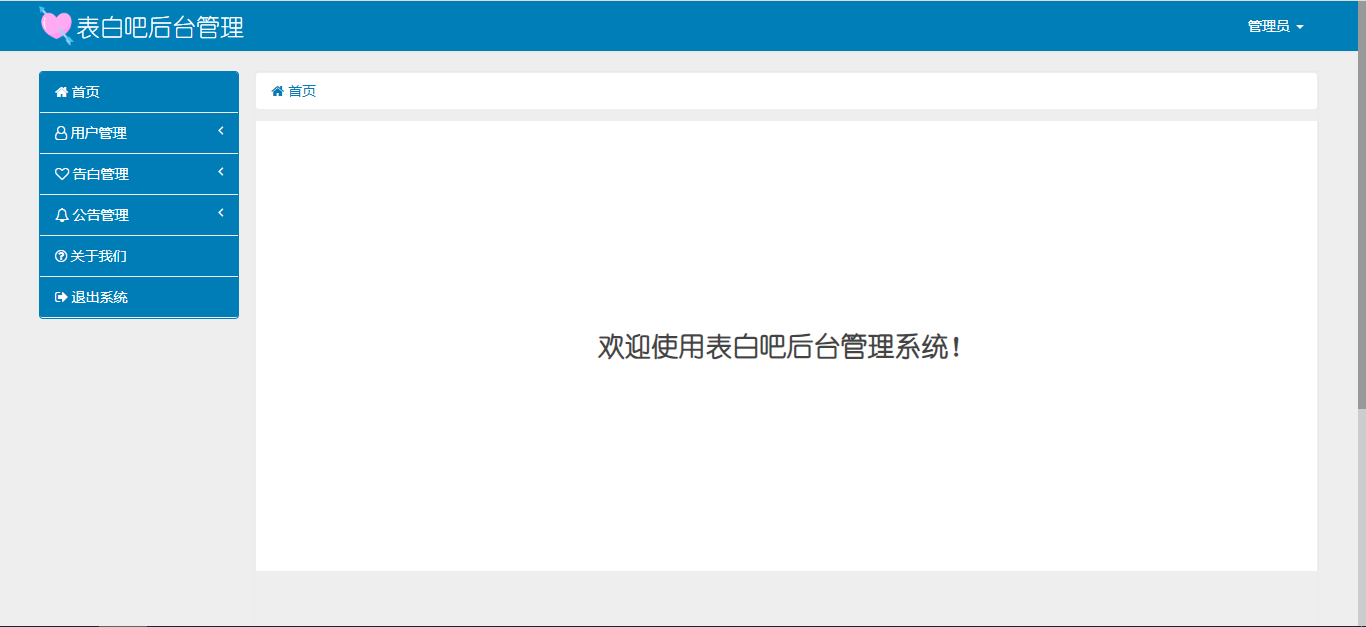 表白吧后台管理
管理员
首页
用户管理
告白管理
公告管理
关于我们
退出系统
首页
欢迎使用表白吧后台管理系统！